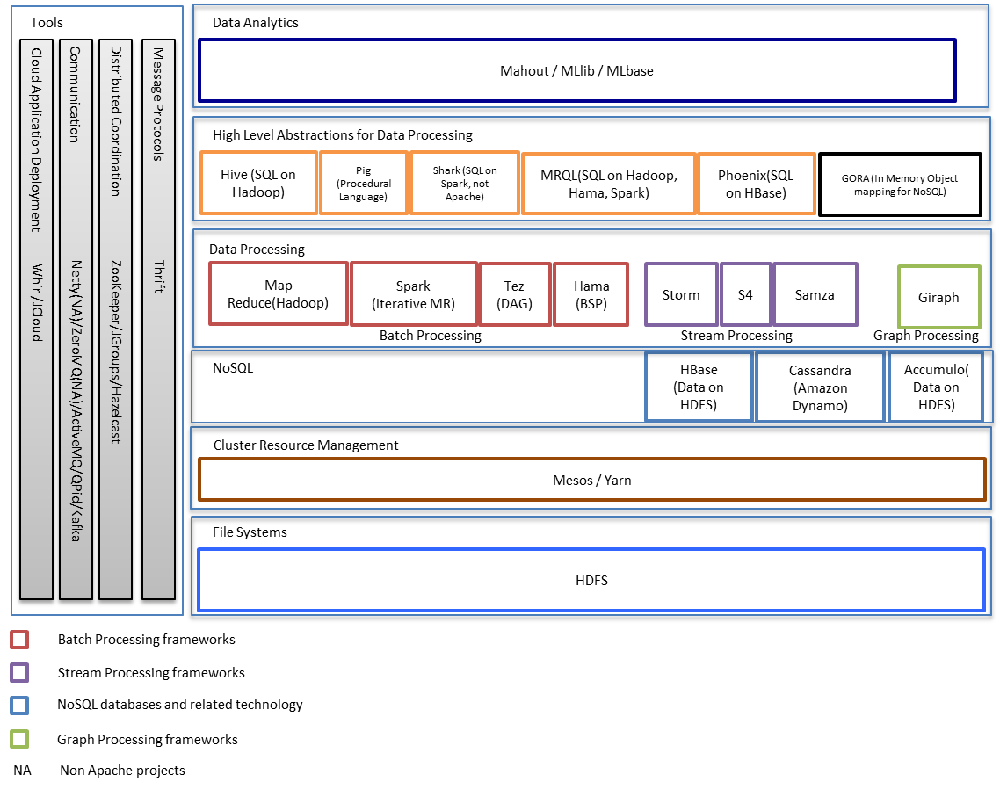 Tools
Cloud Application Deployment Whir /JCloud
Communication Netty(NA)/ZeroMQ(NA)/ActiveMQ/QPid/Kafka
Distributed Coordination ZooKeeper/JGroups/Hazelcast
Message Protocols Thrift
Data Analytics
Mahout / MLlib / MLbase
High Level Abstractions for Data Processing
Hive (SQL on
Hadoop)
Pig
(Procedural
Language)
Shark (SQL on
Spark, not
Apache)
MRQL(SQL on Hadoop,
Hama, Spark)
Phoenix(SQL
on HBase)
GORA (In Memory Object
mapping for NoSQL)
Data Processing
Map
Reduce(Hadoop)
Spark
(Iterative MR)
Tez
(DAG)
Hama
(BSP)
Storm
S4
Samza
Giraph
Batch Processing
Stream Processing
Graph Processing
NoSQL
HBase
(Data on
HDFS)
Cassandra
(Amazon
Dynamo)
Accumulo(
Data on
HDFS)
Cluster Resource Management
Mesos / Yarn
File Systems
HDFS
Batch Processing frameworks
Stream Processing frameworks
NoSQL databases and related technology
Graph Processing frameworks
NA Non Apache projects